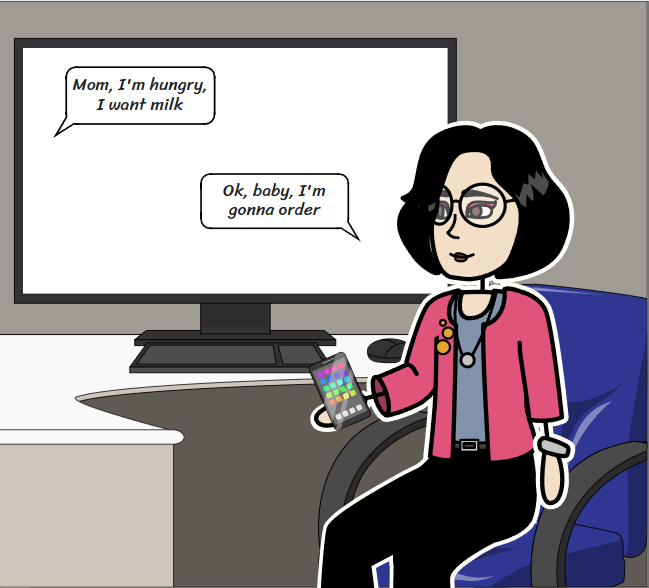 Mom, I'm hungry,
I want milk
Ok, baby, I'm
gonna order